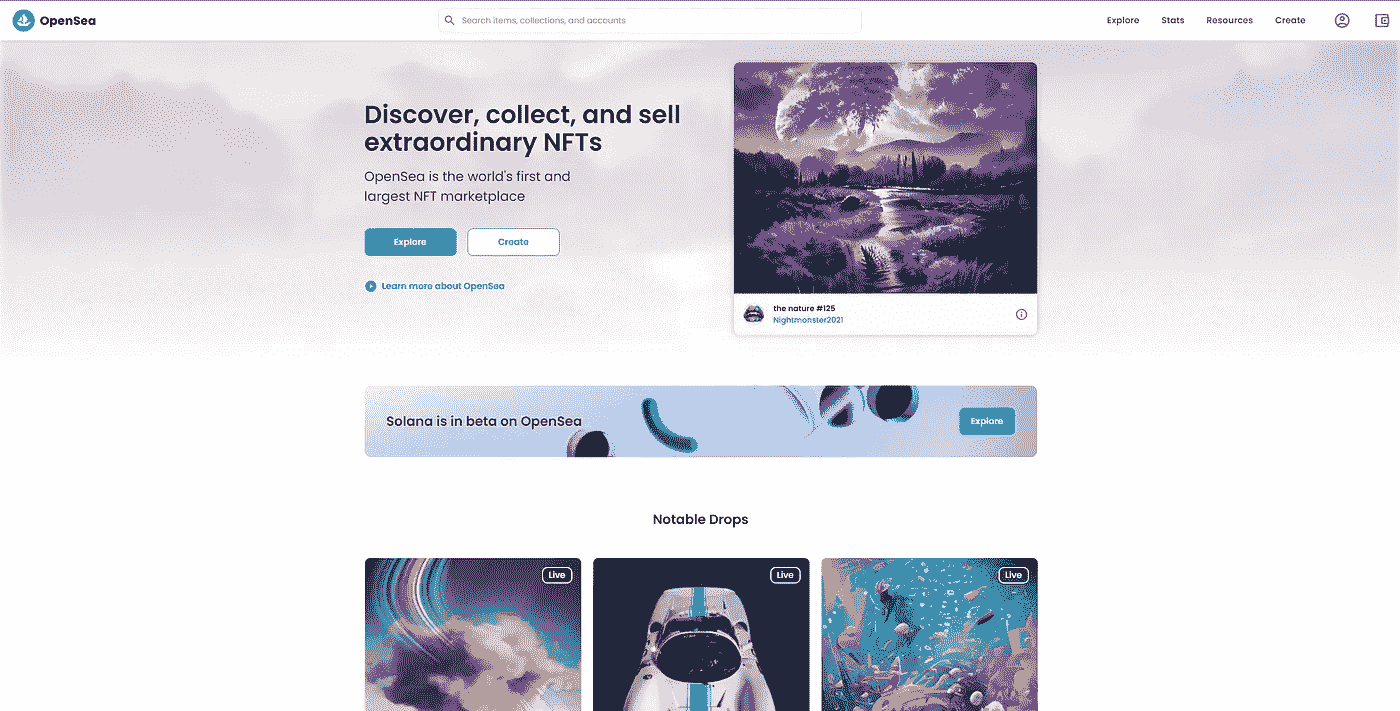 OpenSea
Search items, collections, and accounts
Explore
Stats
Resources
Create
Discover, collect, and sell
extraordinary NFTs
OpenSea is the world's first and
largest NFT marketplace
Explore
Create
Learn more about OpenSea
the nature #125
Nightmonster2021
Solana is in beta on OpenSea
Explore
Notable Drops
Live
Live
Live